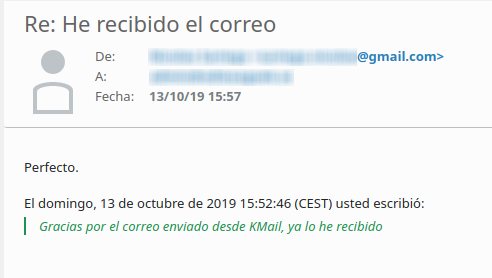 Re: He recibido el correo
De: @gmail.com>
A:
Fecha: 13/10/19 15:57
Perfecto.
El domingo, 13 de octubre de 2019 15:52:46 (CEST) usted escribió:
Gracias por el correo enviado desde KMail, ya lo he recibido